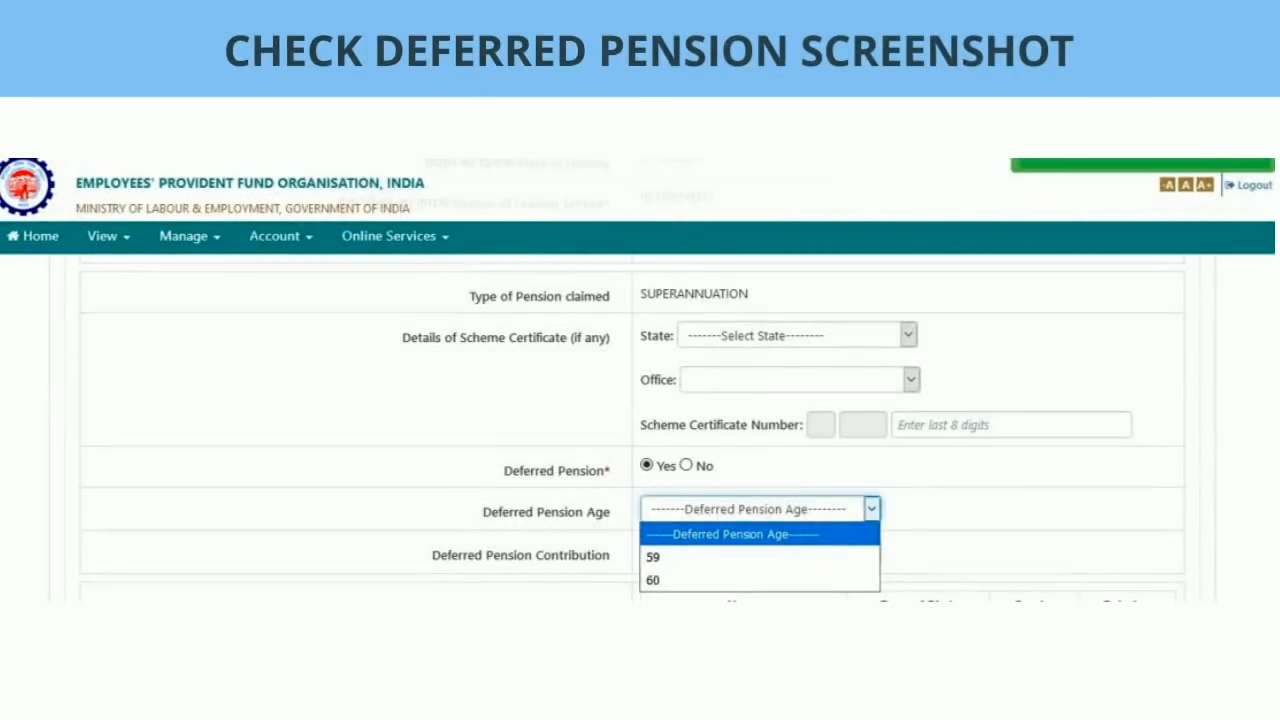 CHECK DEFERRED PENSION SCREENSHOT
EMPLOYEES' PROVIDENT FUND ORGANISATION, INDIA
-A A A+ Logout
MINISTRY OF LABOUR & EMPLOYMENT, GOVERNMENT OF INDIA
Home View Manage Account Online Services
Type of Pension claimed SUPERANNUATION
Details of Scheme Certificate (if any) State: -------Select State--------
Office:
Scheme Certificate Number: Enter last 8 digits
Deferred Pension* Yes No
Deferred Pension Age -------Deferred Pension Age--------
-------Deferred Pension Age--------
Deferred Pension Contribution 59
60